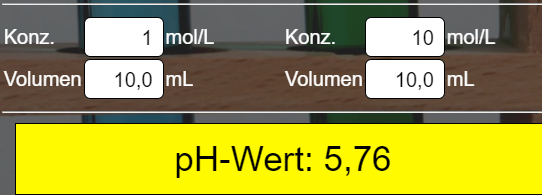 Konz. 1 mol/L Konz. 10 mol/L
Volumen 10,0 mL Volumen 10,0 mL
pH-Wert: 5,76